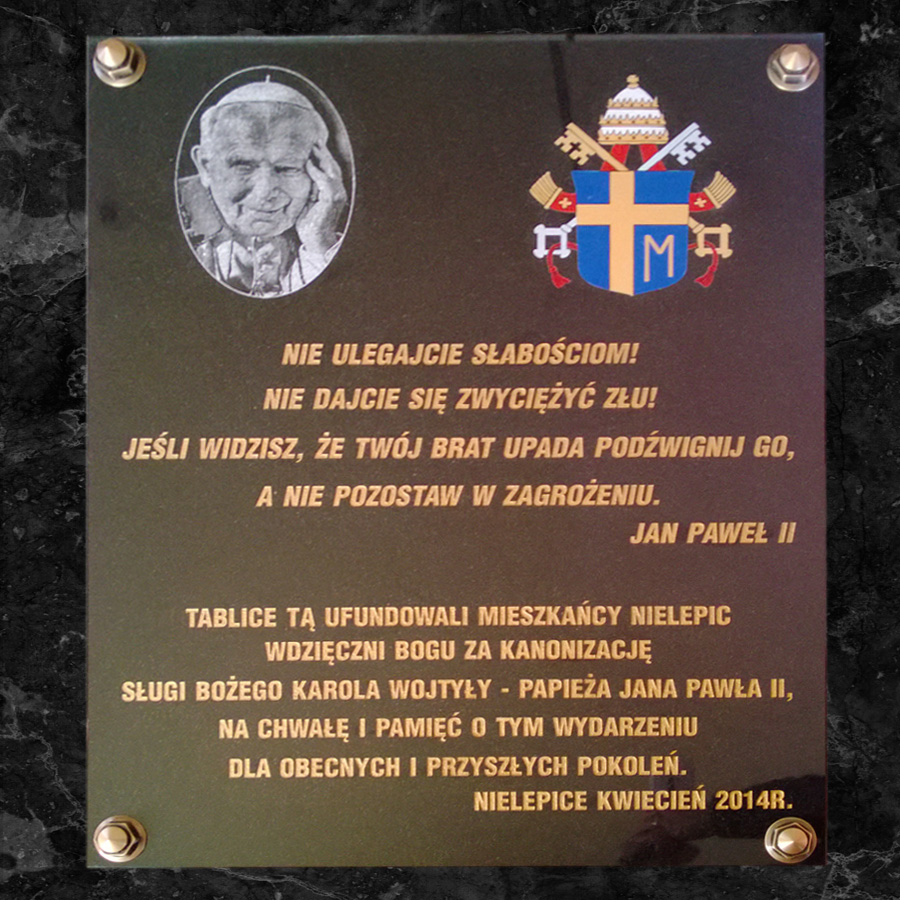 M
NIE ULEGAJCIE SŁABOŚCIOM!
NIE DAJCIE SIĘ ZWYCIĘŻYĆ ZŁU!
JEŚLI WIDZISZ, ŻE TWÓJ BRAT UPADA PODŹWIGNIJ GO,
A NIE POZOSTAW W ZAGROŻENIU.
JAN PAWEŁ II
TABLICE TĄ UFUNDOWALI MIESZKAŃCY NIELEPIC
WDZIĘCZNI BOGU ZA KANONIZACJĘ
SŁUGI BOŻEGO KAROLA WOJTYŁY - PAPIEŻA JANA PAWŁA II,
NA CHWAŁĘ I PAMIĘĆ O TYM WYDARZENIU
DLA OBECNYCH I PRZYSZŁYCH POKOLEŃ.
NIELEPICE KWIECIEŃ 2014R.